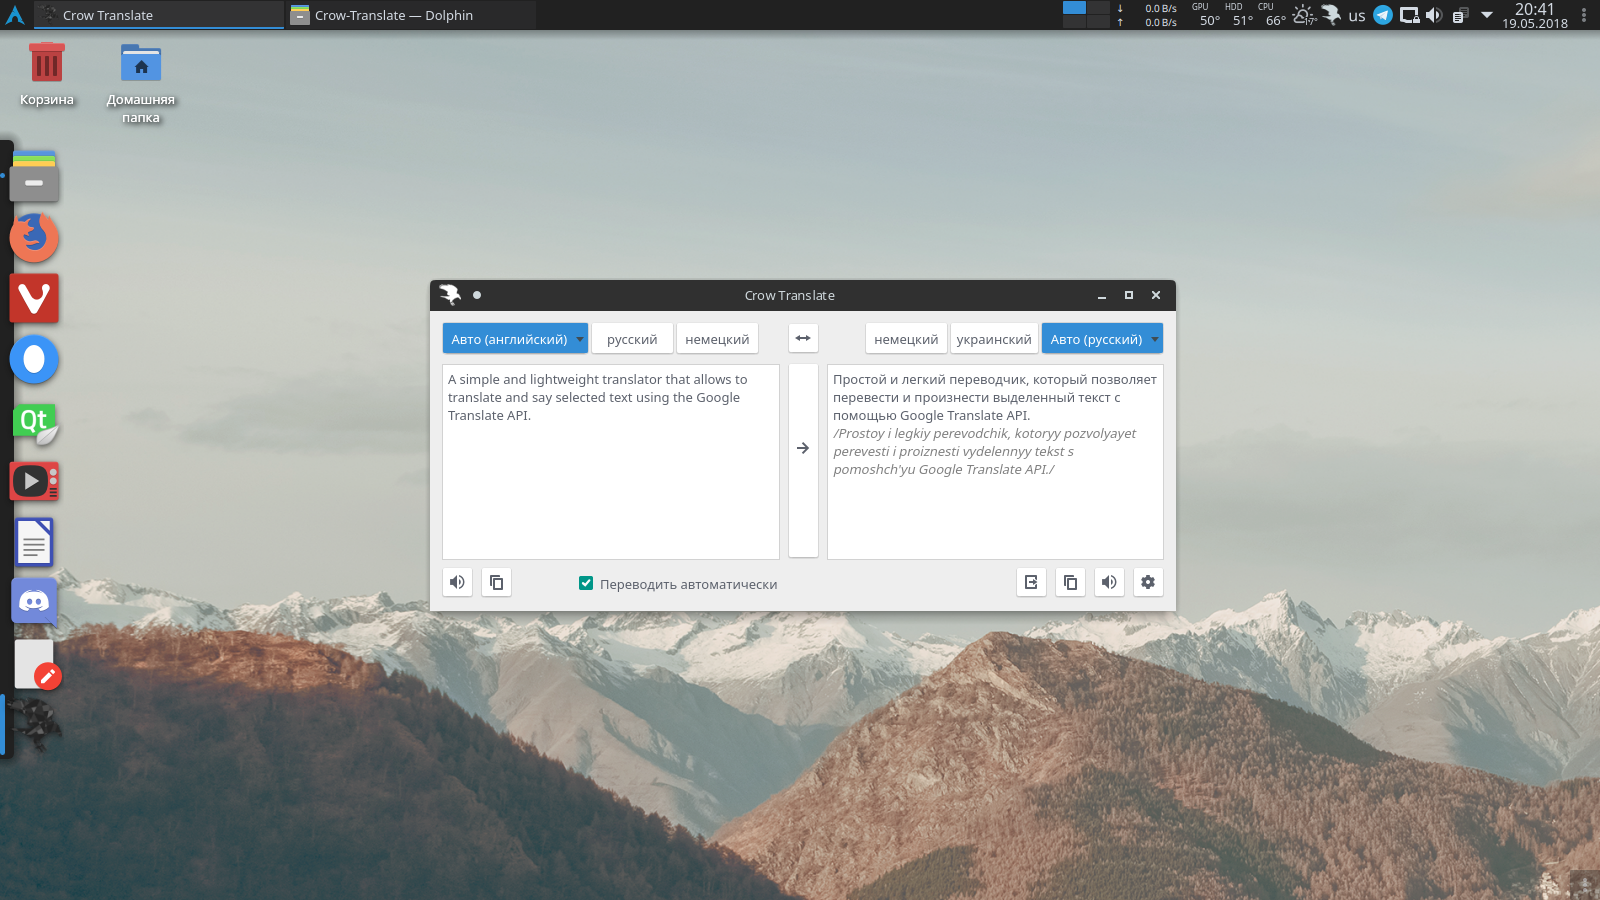 Crow Translate
Crow-Translate — Dolphin
↓ 0.0 B/s
↑ 0.0 B/s
GPU HDD CPU
50° 51° 66°
us
20:41
19.05.2018
Корзина
Домашняя
папка
Qt
Crow Translate
Авто (английский) русский немецкий
немецкий украинский Авто (русский)
A simple and lightweight translator that allows to
translate and say selected text using the Google
Translate API.
Простой и легкий переводчик, который позволяет
перевести и произнести выделенный текст с
помощью Google Translate API.
/Prostoy i legkiy perevodchik, kotoryy pozvolyayet
perevesti i proiznesti vydelennyy tekst s
pomoshch'yu Google Translate API./
Переводить автоматически